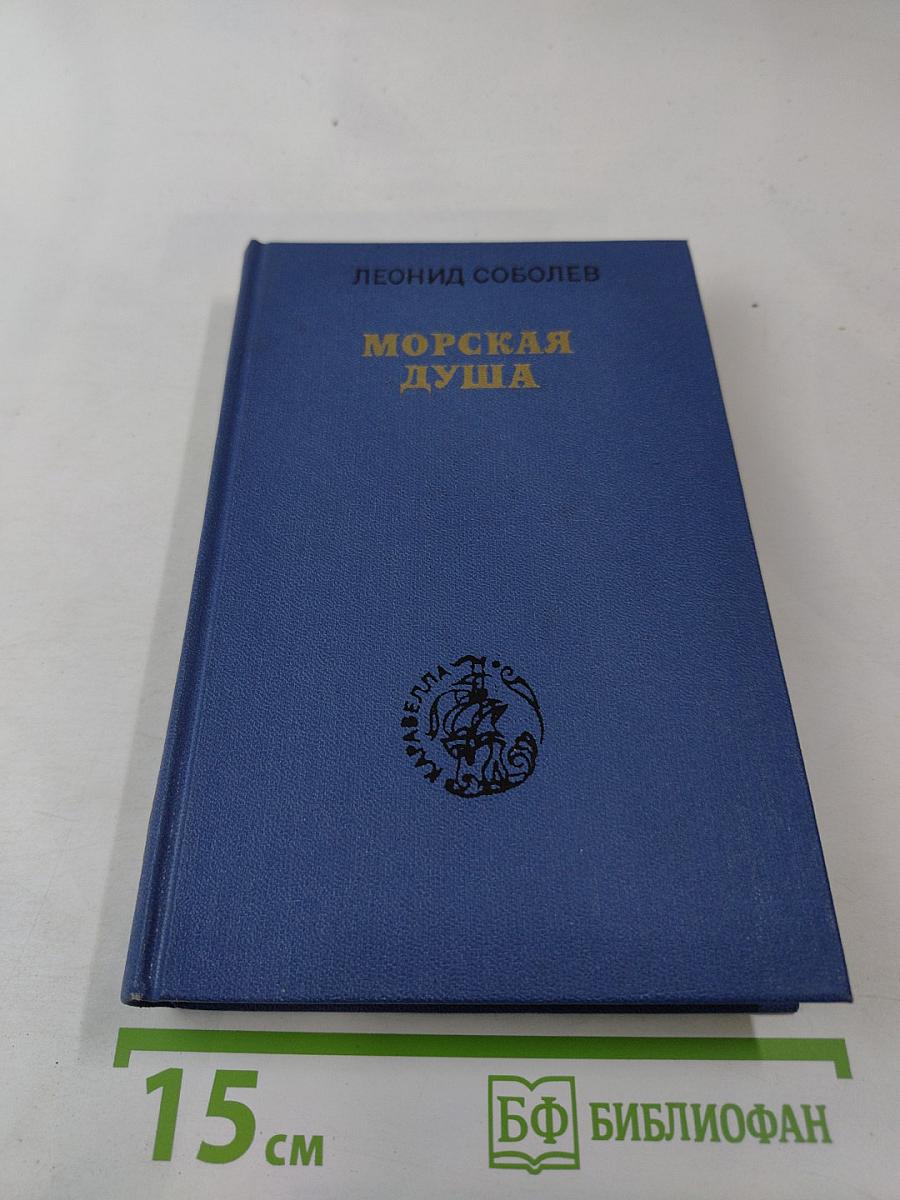 ЛЕОНИД СОБОЛЕВ
МОРСКАЯ
ДУША
КАРАВЕЛЛА
15 см
БФ БИБЛИОФАН